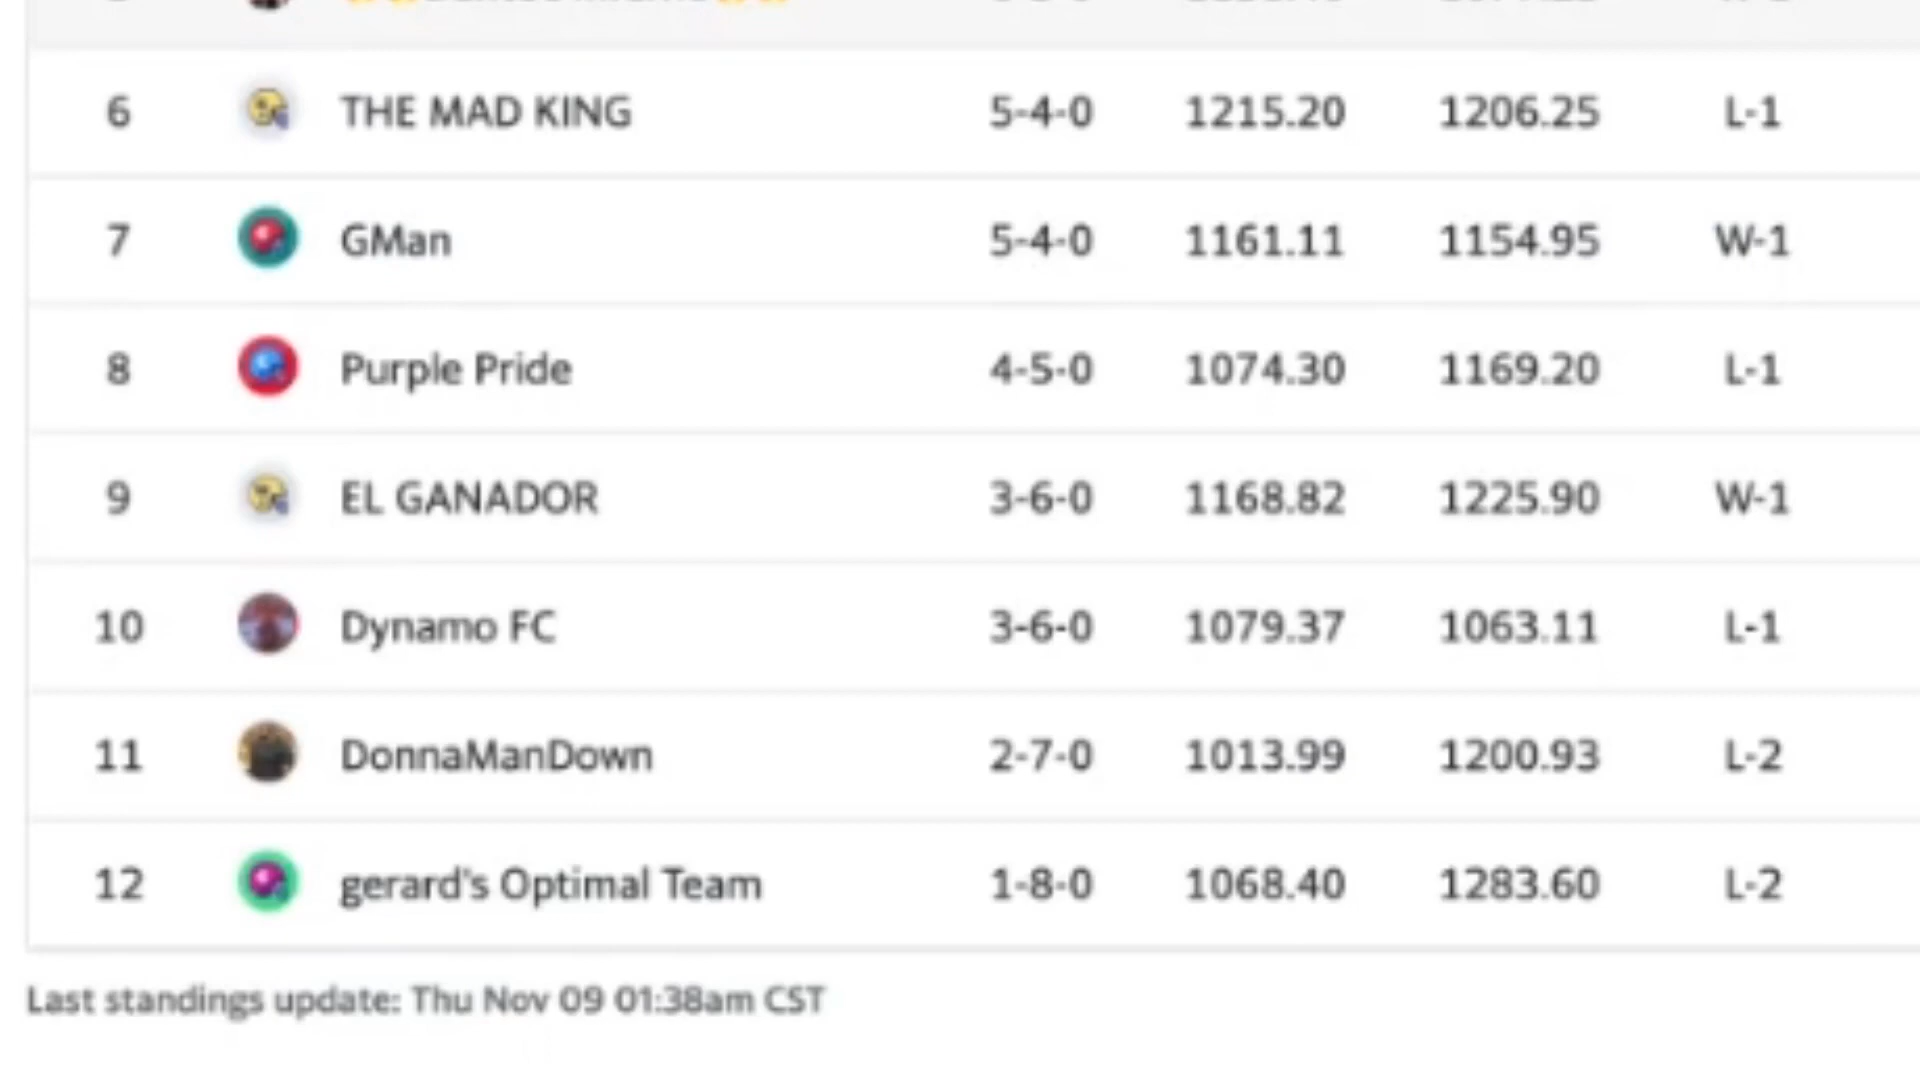 6 THE MAD KING 5-4-0 1215.20 1206.25 L-1
7 GMan 5-4-0 1161.11 1154.95 W-1
8 Purple Pride 4-5-0 1074.30 1169.20 L-1
9 EL GANADOR 3-6-0 1168.82 1225.90 W-1
10 Dynamo FC 3-6-0 1079.37 1063.11 L-1
11 DonnaManDown 2-7-0 1013.99 1200.93 L-2
12 gerard's Optimal Team 1-8-0 1068.40 1283.60 L-2
Last standings update: Thu Nov 09 01:38am CST